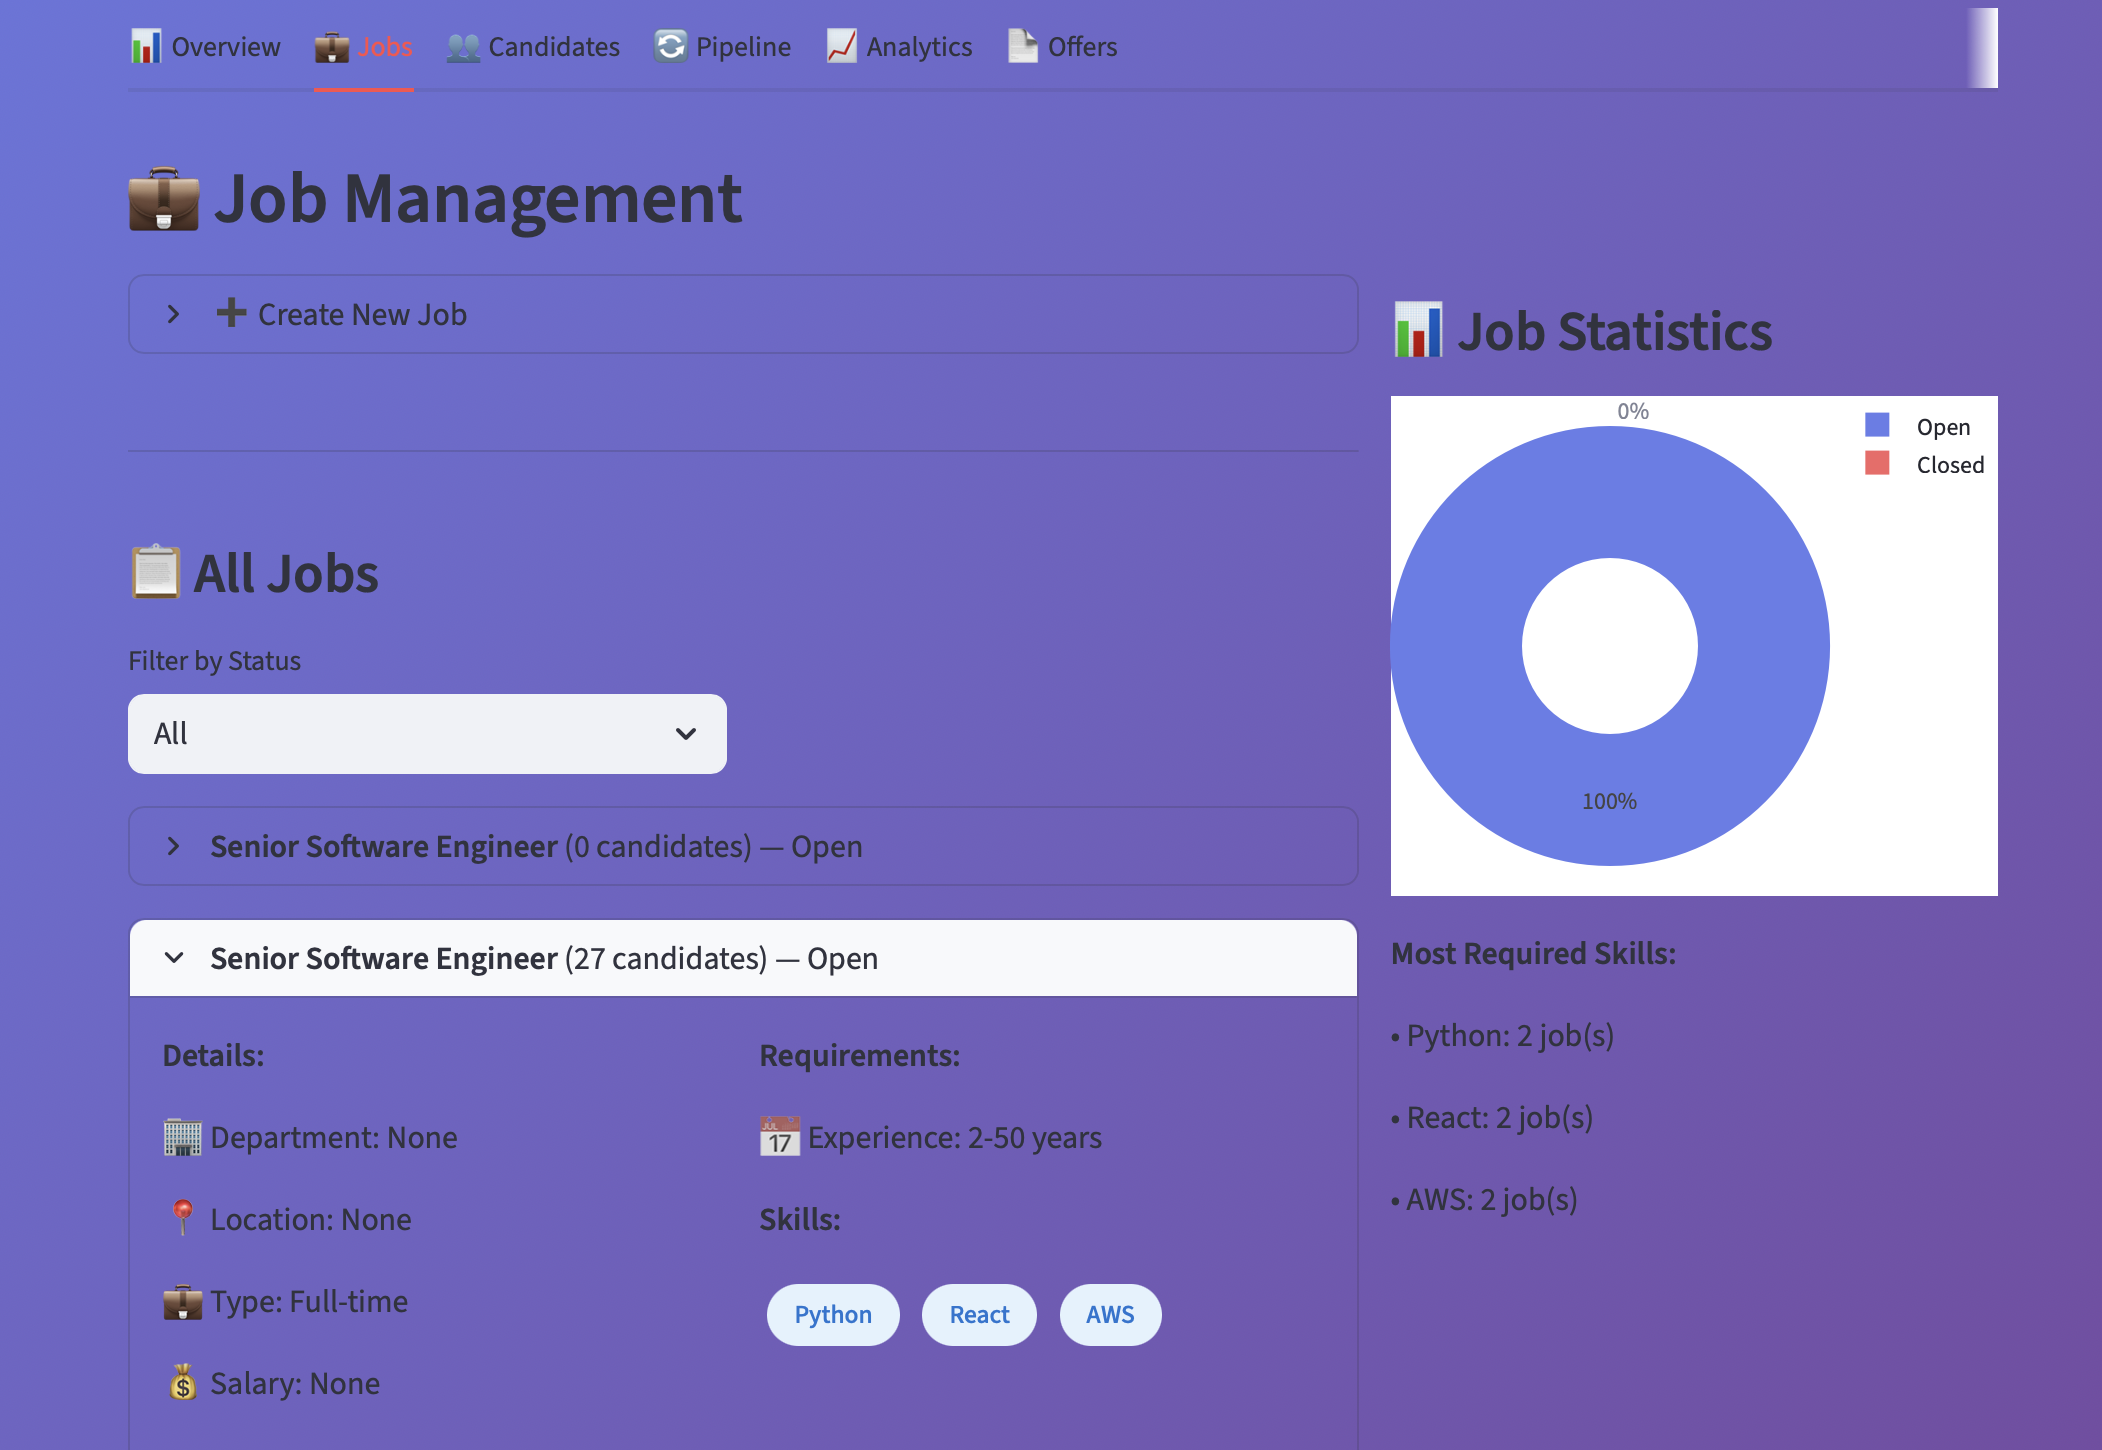 Overview Jobs Candidates Pipeline Analytics Offers
Job Management
Create New Job
All Jobs
Filter by Status
All
Senior Software Engineer (0 candidates) — Open
Senior Software Engineer (27 candidates) — Open
Details:
Department: None
Location: None
Type: Full-time
Salary: None
Requirements:
JUL 17 Experience: 2-50 years
Skills:
Python React AWS
Job Statistics
0%
Open
Closed
100%
Most Required Skills:
• Python: 2 job(s)
• React: 2 job(s)
• AWS: 2 job(s)